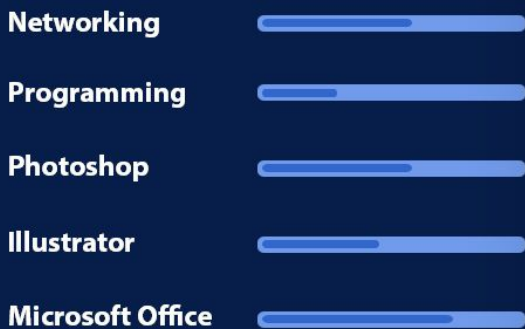 Networking
Programming
Photoshop
Illustrator
Microsoft Office